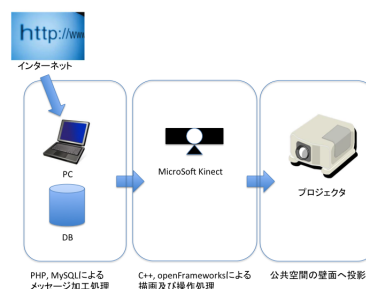 http://www
インターネット
PC
DB
MicroSoft Kinect
プロジェクタ
PHP, MySQLによる
メッセージ加工処理
C++, openFrameworksによる
描画及び操作処理
公共空間の壁面へ投影